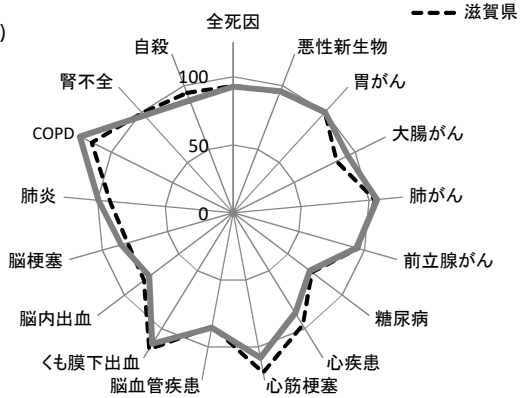 滋賀県
)
全死因
悪性新生物
胃がん
大腸がん
肺がん
前立腺がん
糖尿病
心疾患
心筋梗塞
脳血管疾患
くも膜下出血
脳内出血
脳梗塞
肺炎
COPD
腎不全
自殺
100
50
0